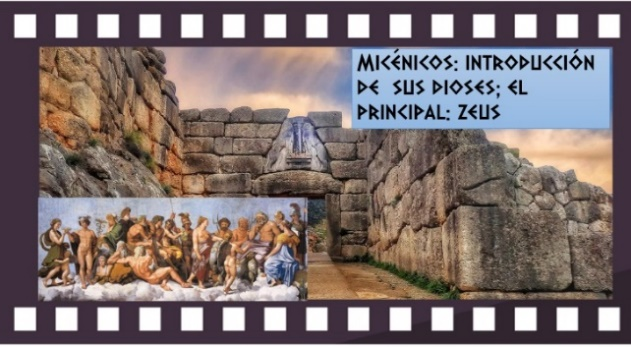 MICÉNICOS: INTRODUCCIÓN
DE SUS DIOSES; EL
PRINCIPAL: ZEUS